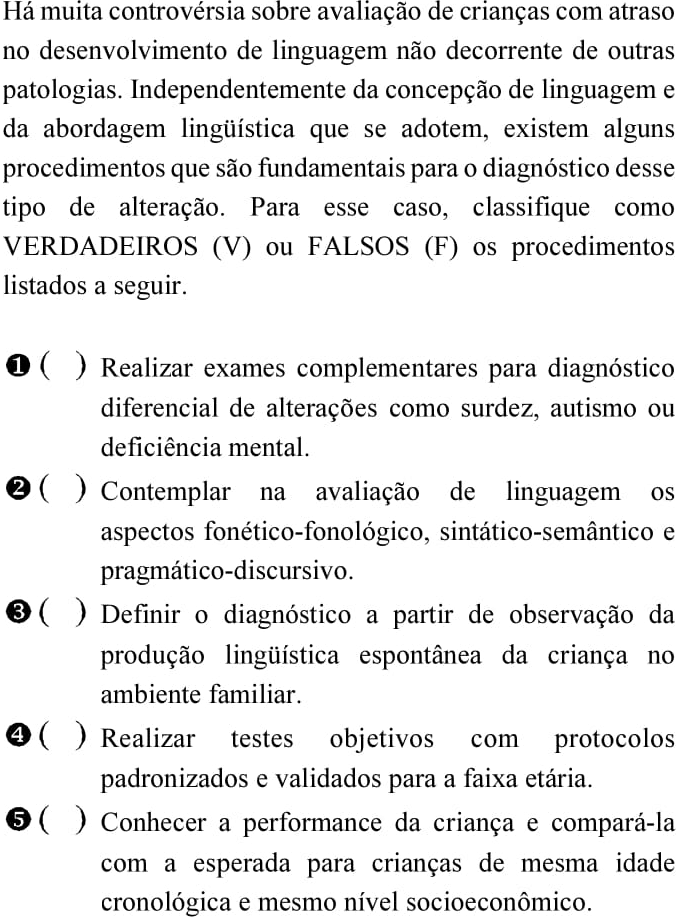 Há muita controvérsia sobre avaliação de crianças com atraso
no desenvolvimento de linguagem não decorrente de outras
patologias. Independentemente da concepção de linguagem e
da abordagem lingüística que se adotem, existem alguns
procedimentos que são fundamentais para o diagnóstico desse
tipo de alteração. Para esse caso, classifique como
VERDADEIROS (V) ou FALSOS (F) os procedimentos
listados a seguir.
❶ (   ) Realizar exames complementares para diagnóstico
diferencial de alterações como surdez, autismo ou
deficiência mental.
❷ (   ) Contemplar na avaliação de linguagem os
aspectos fonético-fonológico, sintático-semântico e
pragmático-discursivo.
❸ (   ) Definir o diagnóstico a partir de observação da
produção lingüística espontânea da criança no
ambiente familiar.
❹ (   ) Realizar testes objetivos com protocolos
padronizados e validados para a faixa etária.
❺ (   ) Conhecer a performance da criança e compará-la
com a esperada para crianças de mesma idade
cronológica e mesmo nível socioeconômico.